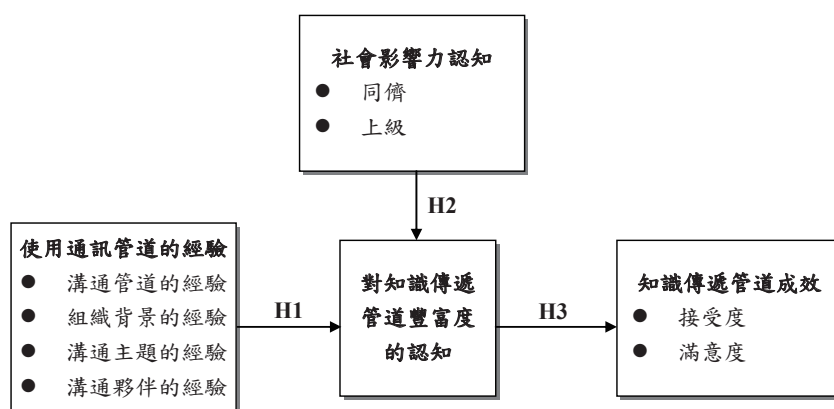 社會影響力認知
● 同儕
● 上級
H2
使用通訊管道的經驗
● 溝通管道的經驗
● 組織背景的經驗
● 溝通主題的經驗
● 溝通夥伴的經驗
H1
對知識傳遞
管道豐富度
的認知
H3
知識傳遞管道成效
● 接受度
● 滿意度